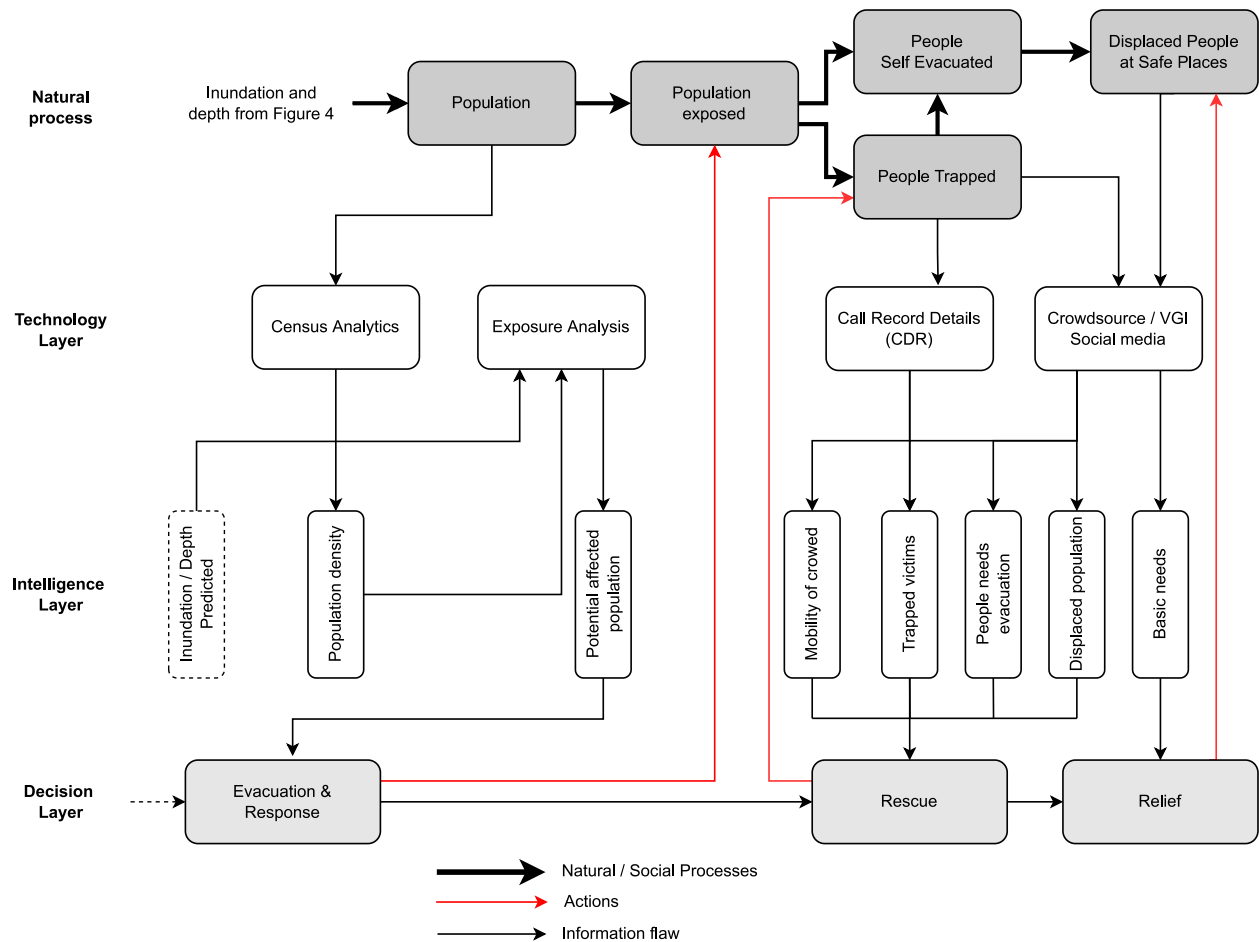 Natural
process
Inundation and
depth from Figure 4
Population
Population
exposed
People
Self Evacuated
Displaced People
at Safe Places
People Trapped
Technology
Layer
Census Analytics
Exposure Analysis
Call Record Details
(CDR)
Crowdsource / VGI
Social media
Intelligence
Layer
Inundation / Depth
Predicted
Population density
Potential affected
population
Mobility of crowed
Trapped victims
People needs
evacuation
Displaced population
Basic needs
Decision
Layer
Evacuation &
Response
Rescue
Relief
Natural / Social Processes
Actions
Information flaw